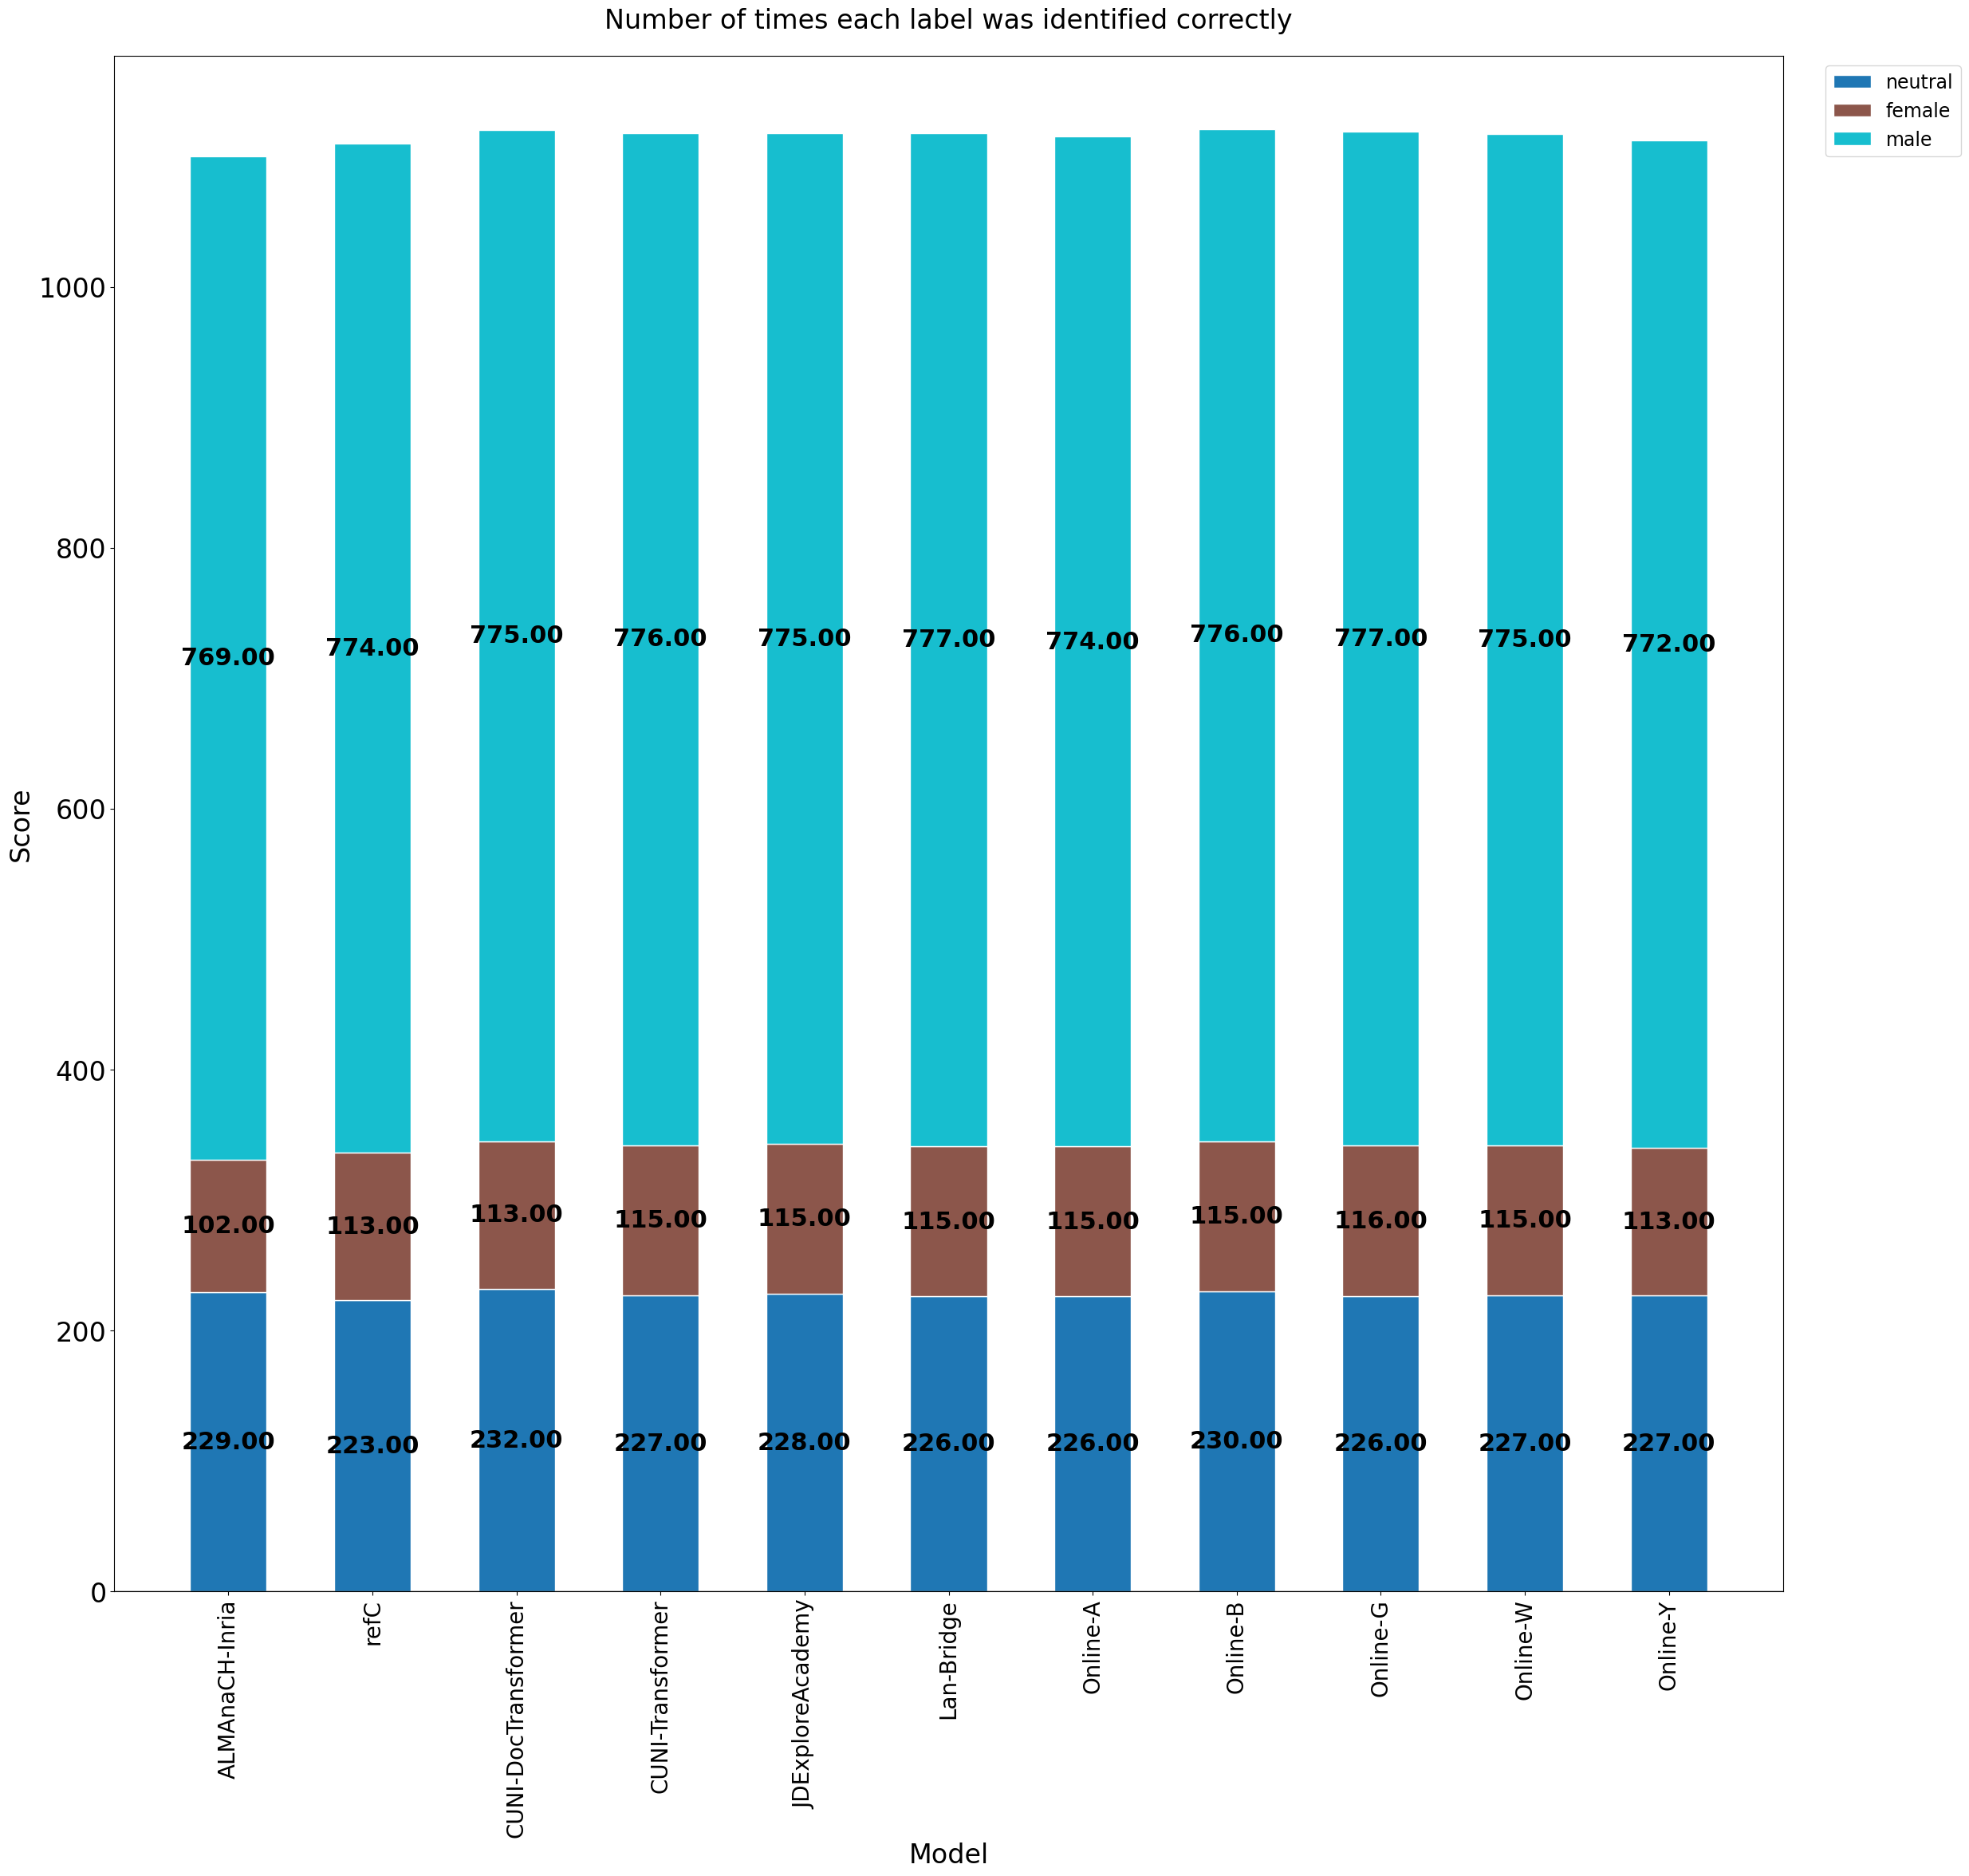 Number of times each label was identified correctly
neutral
female
male
Score
1000
800
600
400
200
0
769.00 774.00 775.00 776.00 775.00 777.00 774.00 776.00 777.00 775.00 772.00
102.00 113.00 113.00 115.00 115.00 115.00 115.00 115.00 116.00 115.00 113.00
229.00 223.00 232.00 227.00 228.00 226.00 226.00 230.00 226.00 227.00 227.00
ALMAnaCH-Inria
refC
CUNI-DocTransformer
CUNI-Transformer
JDExploreAcademy
Lan-Bridge
Online-A
Online-B
Online-G
Online-W
Online-Y
Model